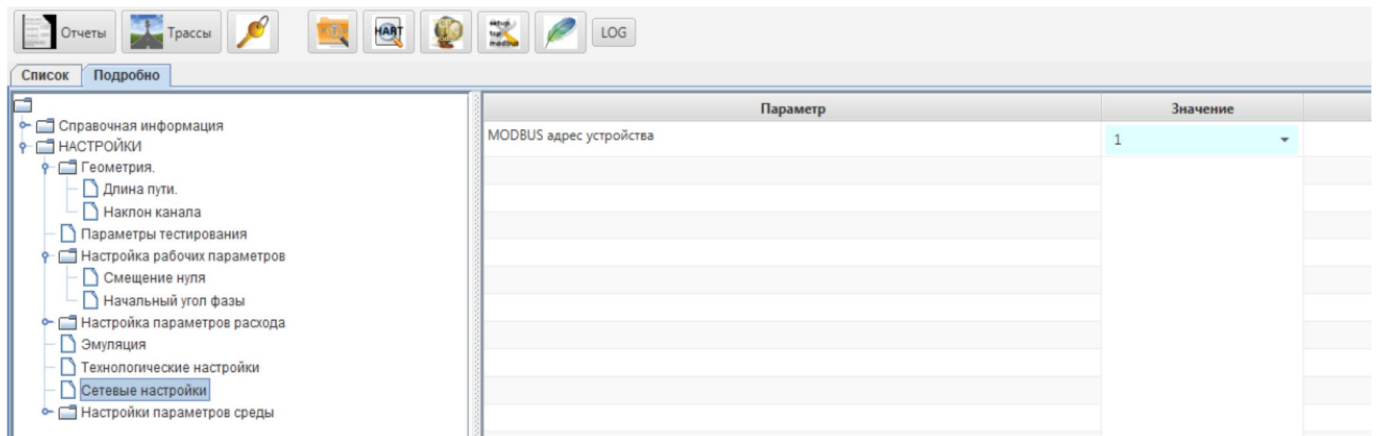 Отчеты
Трассы
HART
LOG
Список
Подробно
Параметр
Значение
Справочная информация
НАСТРОЙКИ
Геометрия.
Длина пути.
Наклон канала
Параметры тестирования
Настройка рабочих параметров
Смещение нуля
Начальный угол фазы
Настройка параметров расхода
Эмуляция
Технологические настройки
Сетевые настройки
Настройки параметров среды
MODBUS адрес устройства
1